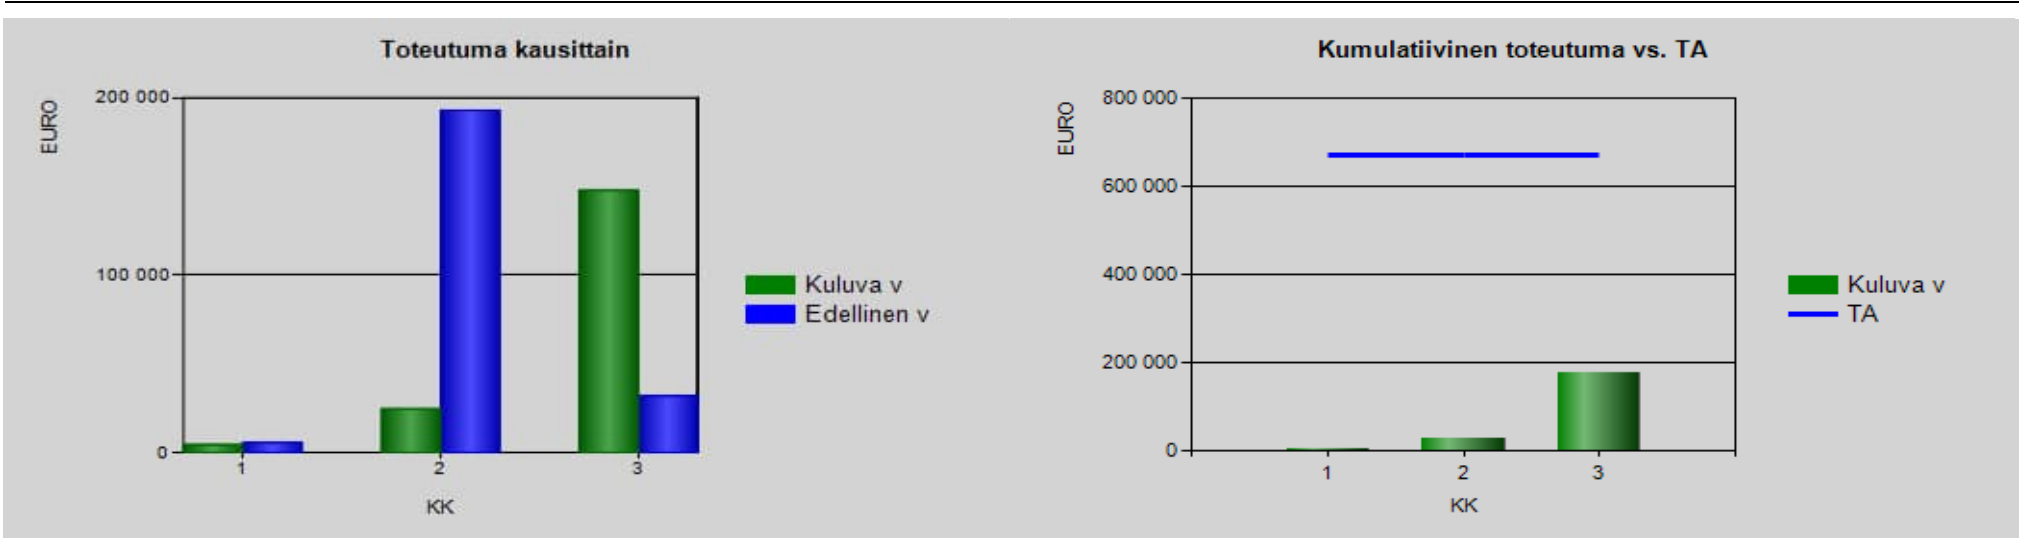 Toteutuma kausittain
EURO
200 000
100 000
0
1 2 3
KK
Kuluva v
Edellinen v
Kumulatiivinen toteutuma vs. TA
EURO
800 000
600 000
400 000
200 000
0
1 2 3
KK
Kuluva v
TA